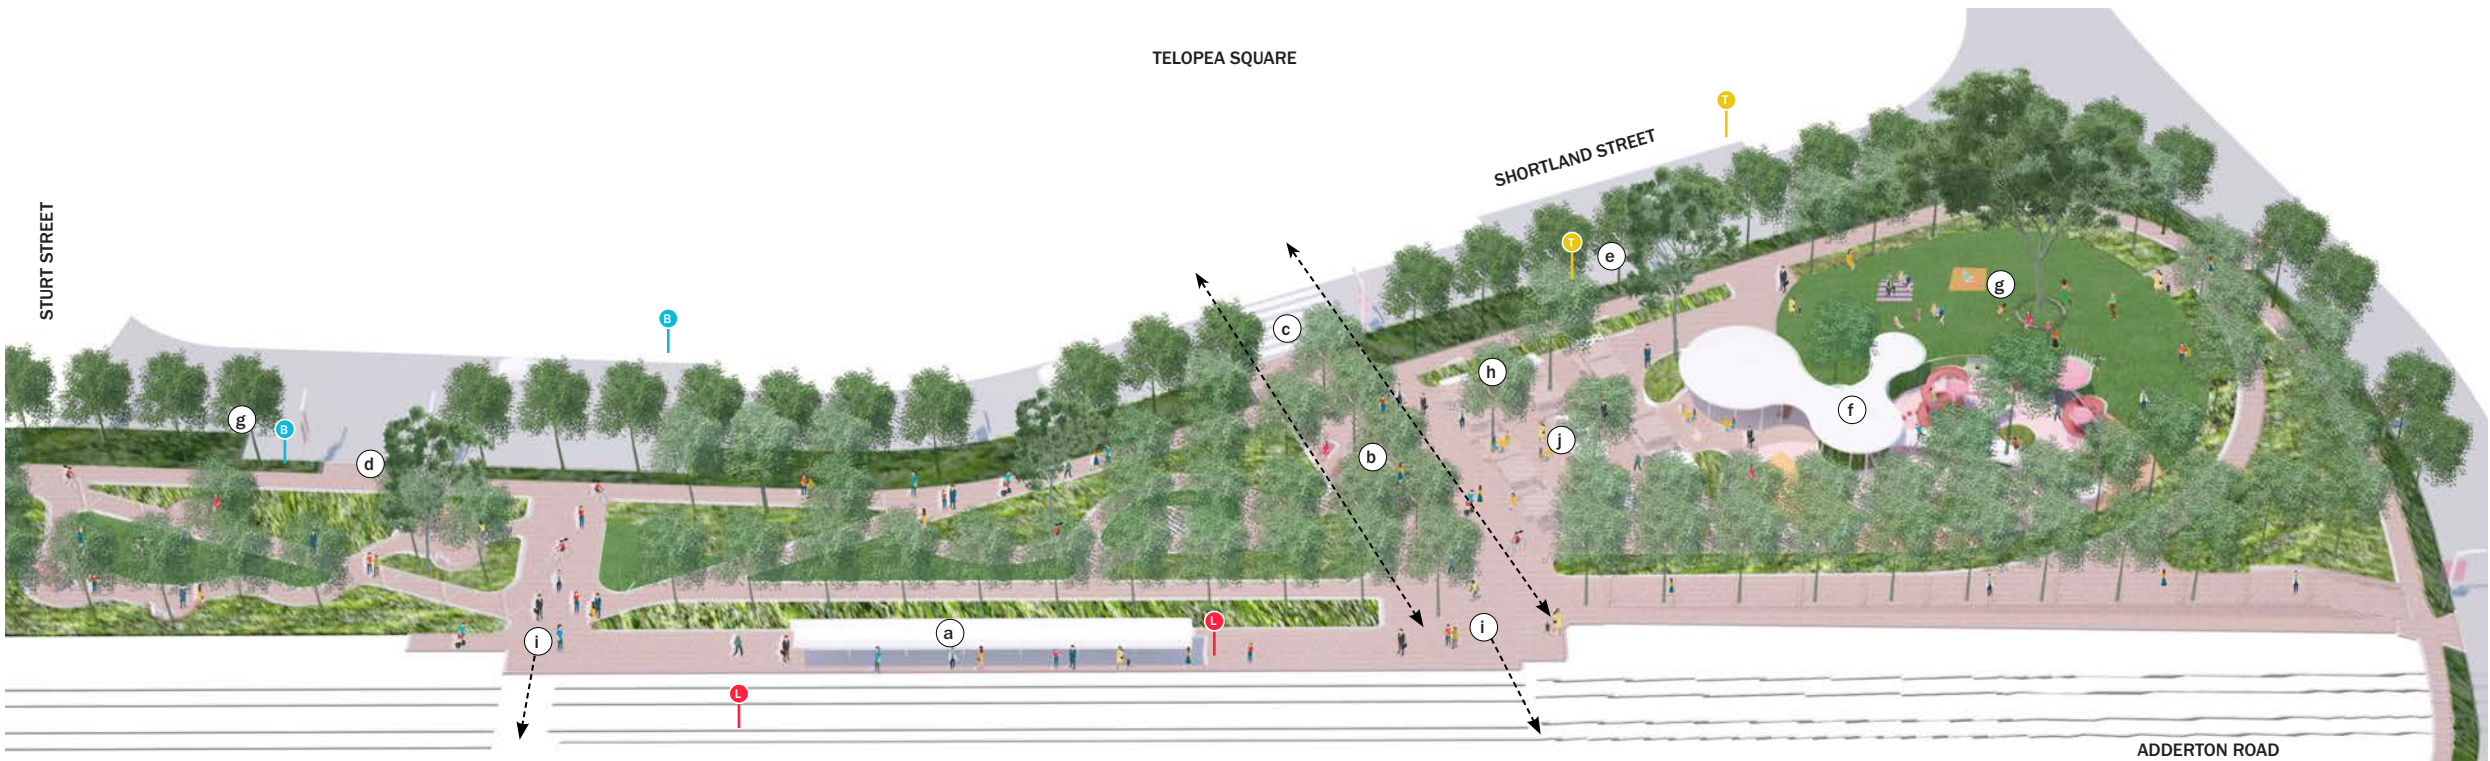 TELOPEA SQUARE
T
SHORTLAND STREET
STURT STREET
T
e
g
B
c
h
f
g
B
j
b
d
a
L
i
i
L
ADDERTON ROAD